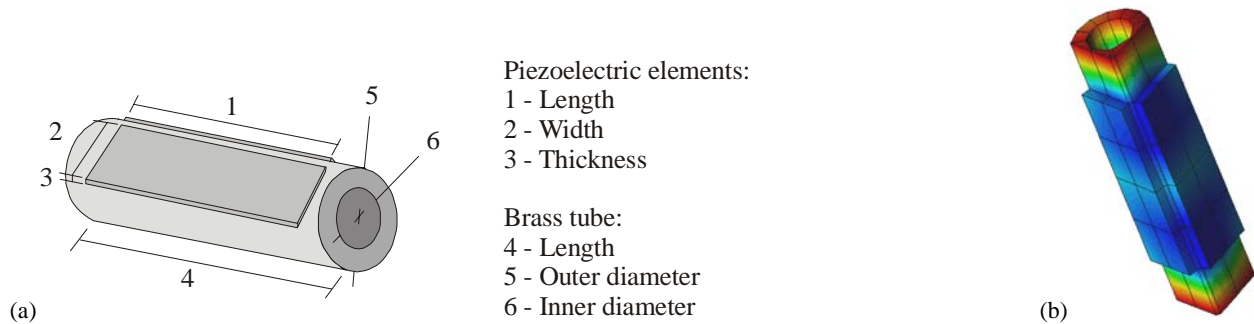 1
2
3
4
5
6
(a)
Piezoelectric elements:
1 - Length
2 - Width
3 - Thickness
Brass tube:
4 - Length
5 - Outer diameter
6 - Inner diameter
(b)